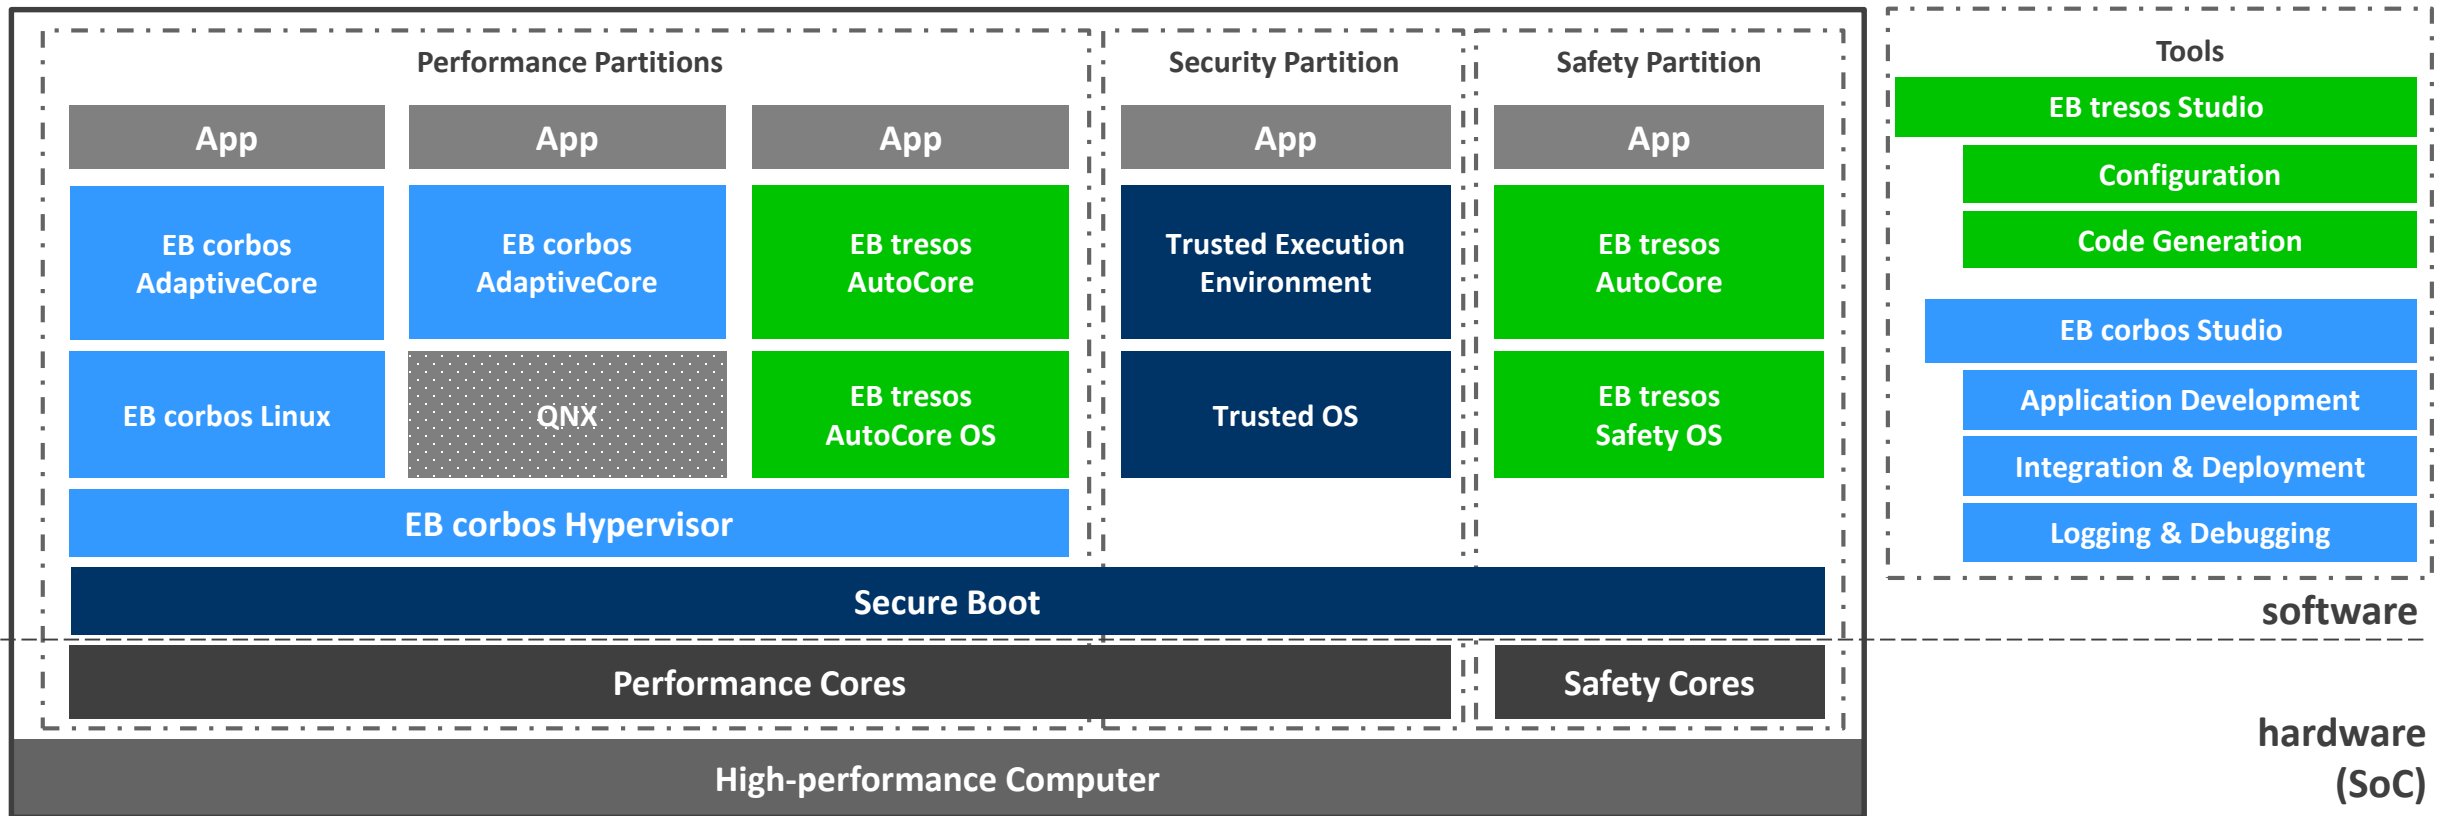 Performance Partitions
Security Partition
Safety Partition
Tools
App
App
App
App
App
EB corbos
AdaptiveCore
EB corbos
AdaptiveCore
EB tresos
AutoCore
Trusted Execution
Environment
EB tresos
AutoCore
EB corbos Linux
QNX
EB tresos
AutoCore OS
Trusted OS
EB tresos
Safety OS
EB corbos Hypervisor
Secure Boot
Performance Cores
Safety Cores
High-performance Computer
EB tresos Studio
Configuration
Code Generation
EB corbos Studio
Application Development
Integration & Deployment
Logging & Debugging
software
hardware
(SoC)